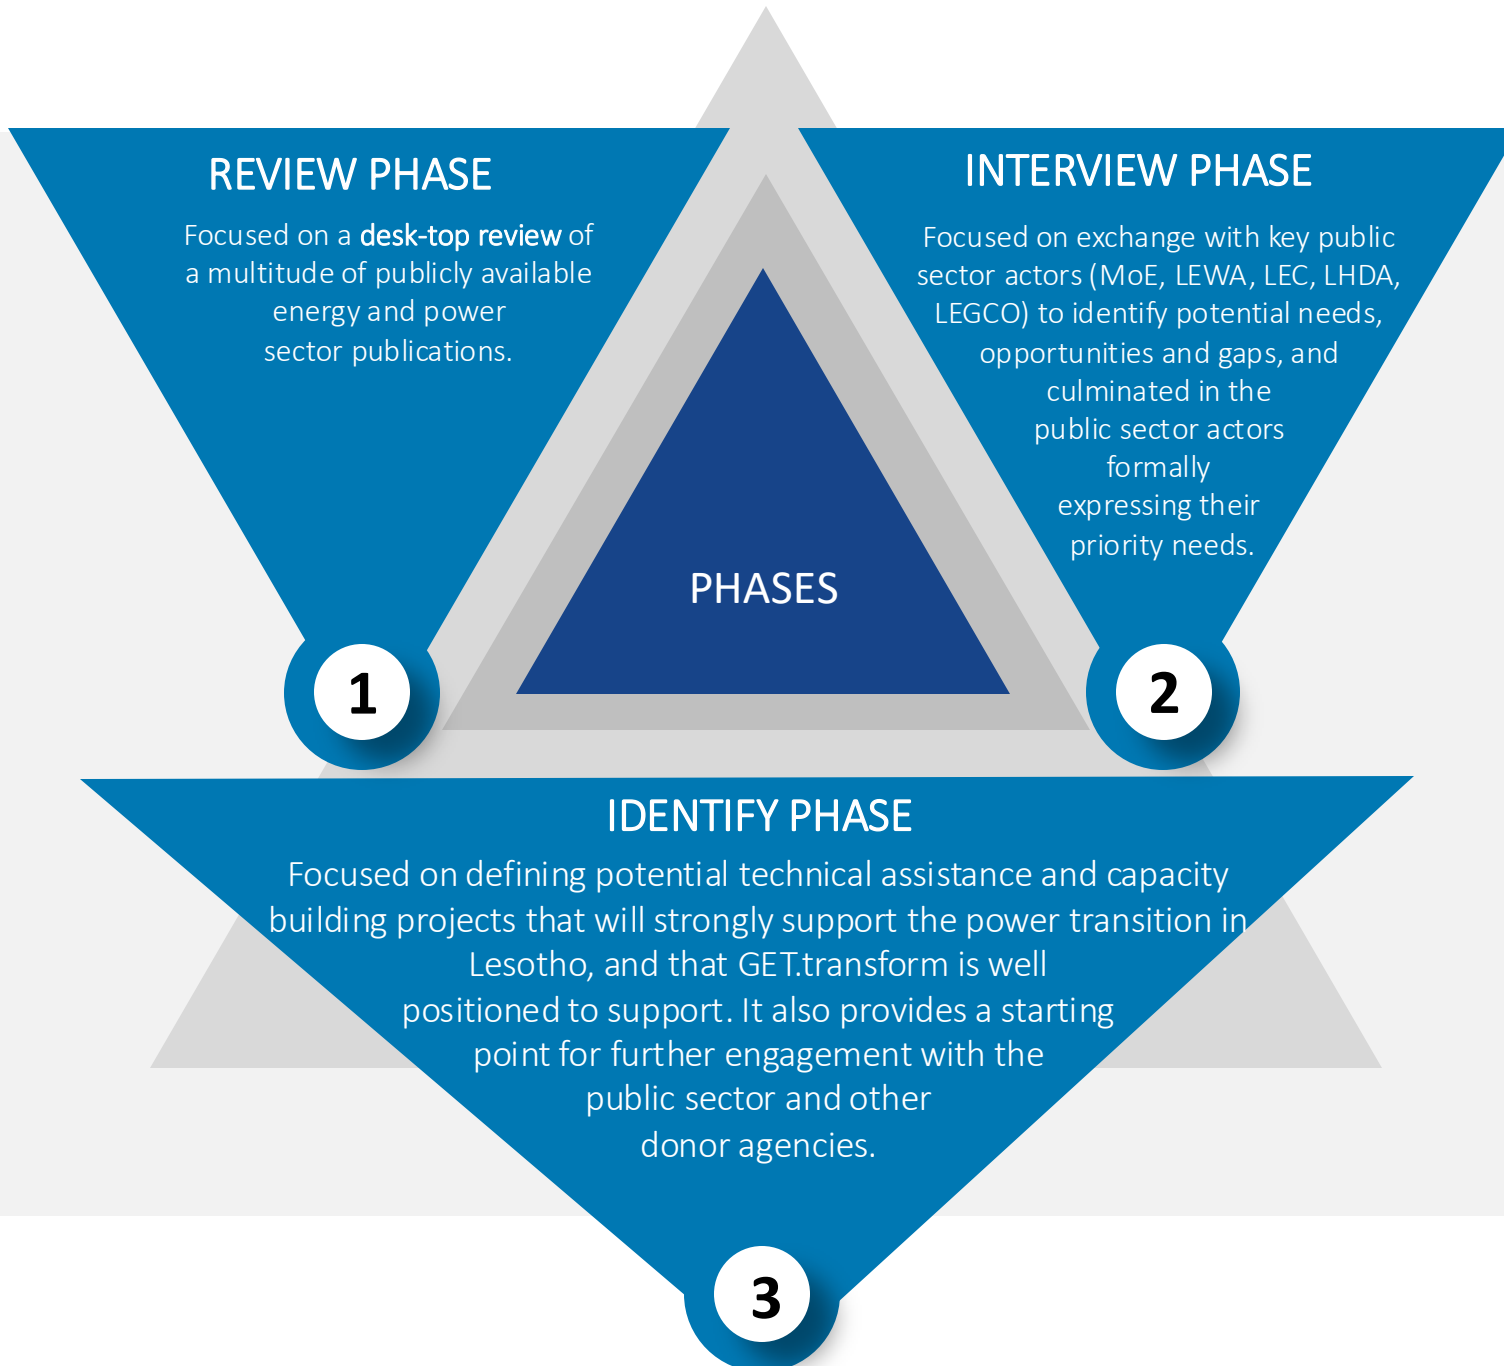 REVIEW PHASE
Focused on a desk-top review of
a multitude of publicly available
energy and power
sector publications.
1
INTERVIEW PHASE
Focused on exchange with key public
sector actors (MoE, LEWA, LEC, LHDA,
LEGCO) to identify potential needs,
opportunities and gaps, and
culminated in the
public sector actors
formally
expressing their
priority needs.
2
PHASES
IDENTIFY PHASE
Focused on defining potential technical assistance and capacity
building projects that will strongly support the power transition in
Lesotho, and that GET.transform is well
positioned to support. It also provides a starting
point for further engagement with the
public sector and other
donor agencies.
3